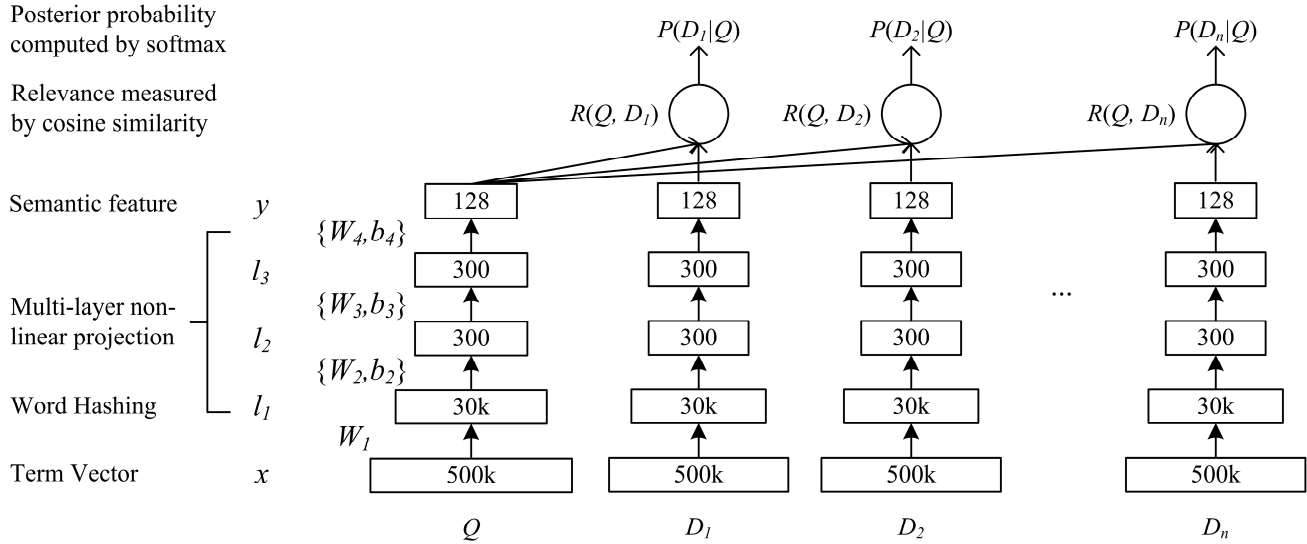 Posterior probability
computed by softmax
P(D1|Q) P(D2|Q) P(Dn|Q)
Relevance measured
by cosine similarity
R(Q, D1) R(Q, D2) R(Q, Dn)
Semantic feature y 128 128 128 128
{W4,b4}
l3 300 300 300 300
Multi-layer non-
linear projection
{W3,b3} ...
l2 300 300 300 300
{W2,b2}
Word Hashing l1 30k 30k 30k 30k
W1
Term Vector x 500k 500k 500k 500k
Q D1 D2 Dn